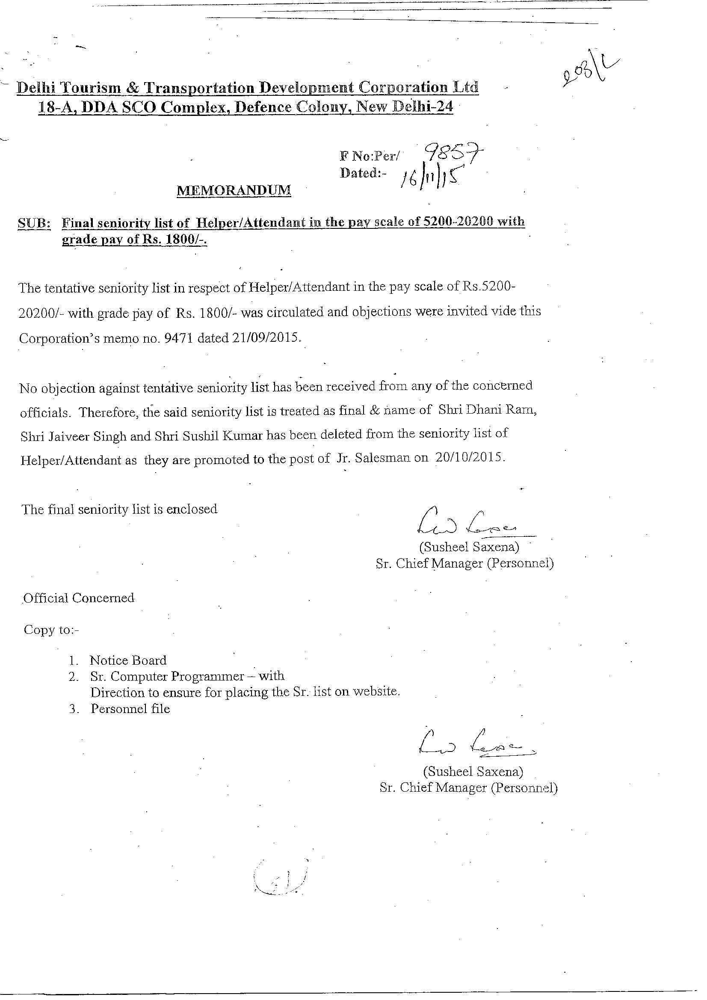 203/C
Delhi Tourism & Transportation Development Corporation Ltd
18-A, DDA SCO Complex, Defence Colony, New Delhi-24
F No:Per/ 9857
Dated:- 16/11/15
MEMORANDUM
SUB: Final seniority list of Helper/Attendant in the pay scale of 5200-20200 with
grade pay of Rs. 1800/-.
The tentative seniority list in respect of Helper/Attendant in the pay scale of Rs.5200-
20200/- with grade pay of Rs. 1800/- was circulated and objections were invited vide this
Corporation's memo no. 9471 dated 21/09/2015.
No objection against tentative seniority list has been received from any of the concerned
officials. Therefore, the said seniority list is treated as final & name of Shri Dhani Ram,
Shri Jaiveer Singh and Shri Sushil Kumar has been deleted from the seniority list of
Helper/Attendant as they are promoted to the post of Jr. Salesman on 20/10/2015.
The final seniority list is enclosed
(Susheel Saxena)
Sr. Chief Manager (Personnel)
Official Concerned
Copy to:-
1. Notice Board
2. Sr. Computer Programmer – with
Direction to ensure for placing the Sr. list on website.
3. Personnel file
(Susheel Saxena)
Sr. Chief Manager (Personnel)